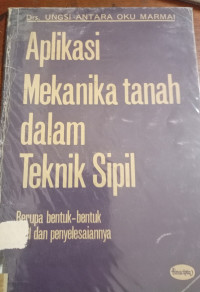 Drs. UNGSI-ANTARA OKU MARMAI
Aplikasi
Mekanika tanah
dalam
Teknik Sipil
Berupa bentuk-bentuk
dan penyelesaiannya